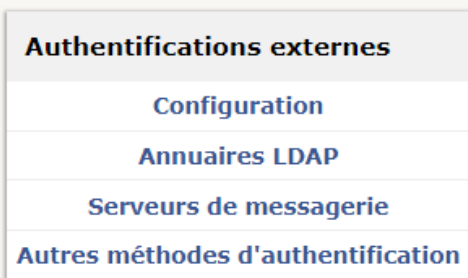 Authentifications externes
Configuration
Annuaires LDAP
Serveurs de messagerie
Autres méthodes d'authentification